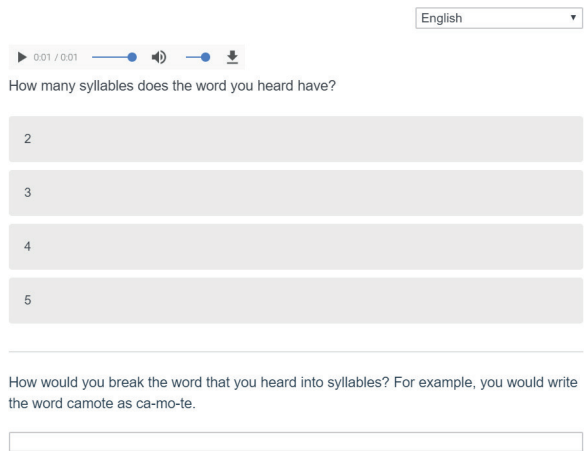 English
0:01 / 0:01
How many syllables does the word you heard have?
2
3
4
5
How would you break the word that you heard into syllables? For example, you would write
the word camote as ca-mo-te.